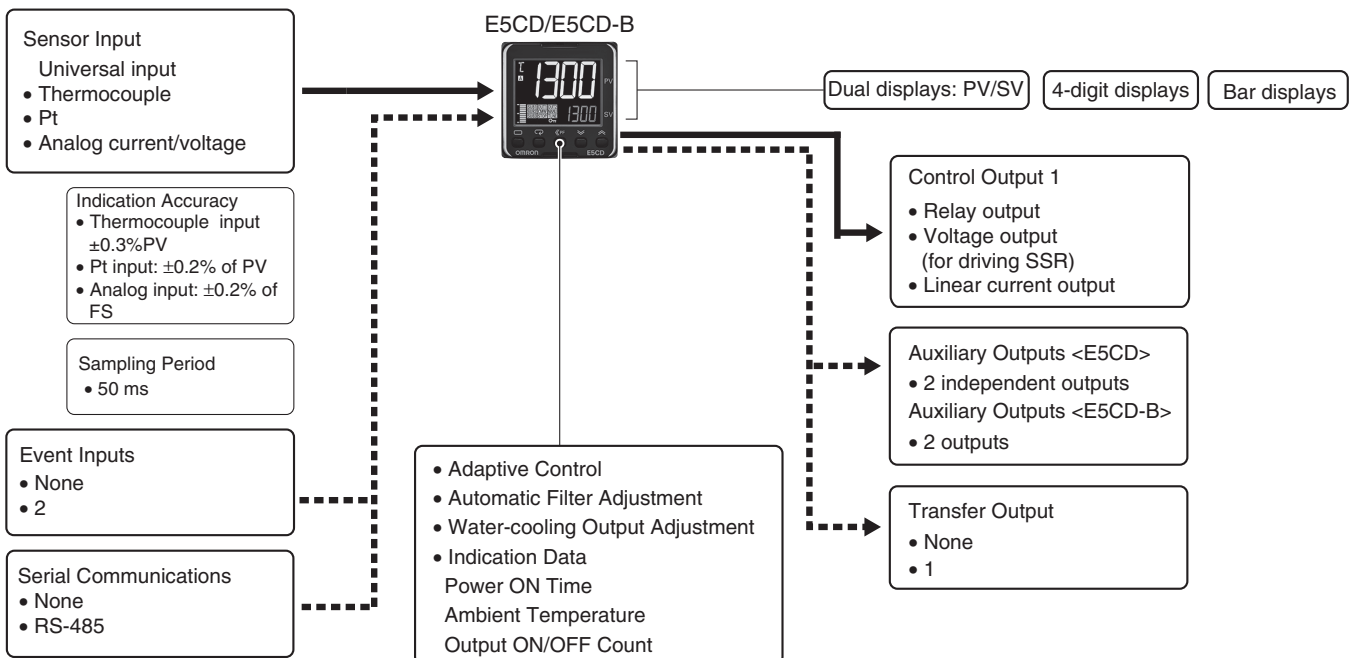 E5CD/E5CD-B
Sensor Input
Universal input
• Thermocouple
• Pt
• Analog current/voltage
Indication Accuracy
• Thermocouple input
±0.3%PV
• Pt input: ±0.2% of PV
• Analog input: ±0.2% of
FS
Sampling Period
• 50 ms
Event Inputs
• None
• 2
Serial Communications
• None
• RS-485
1300
PV
1300
SV
OMRON
E5CD
Dual displays: PV/SV
4-digit displays
Bar displays
• Adaptive Control
• Automatic Filter Adjustment
• Water-cooling Output Adjustment
• Indication Data
Power ON Time
Ambient Temperature
Output ON/OFF Count
Control Output 1
• Relay output
• Voltage output
(for driving SSR)
• Linear current output
Auxiliary Outputs <E5CD>
• 2 independent outputs
Auxiliary Outputs <E5CD-B>
• 2 outputs
Transfer Output
• None
• 1